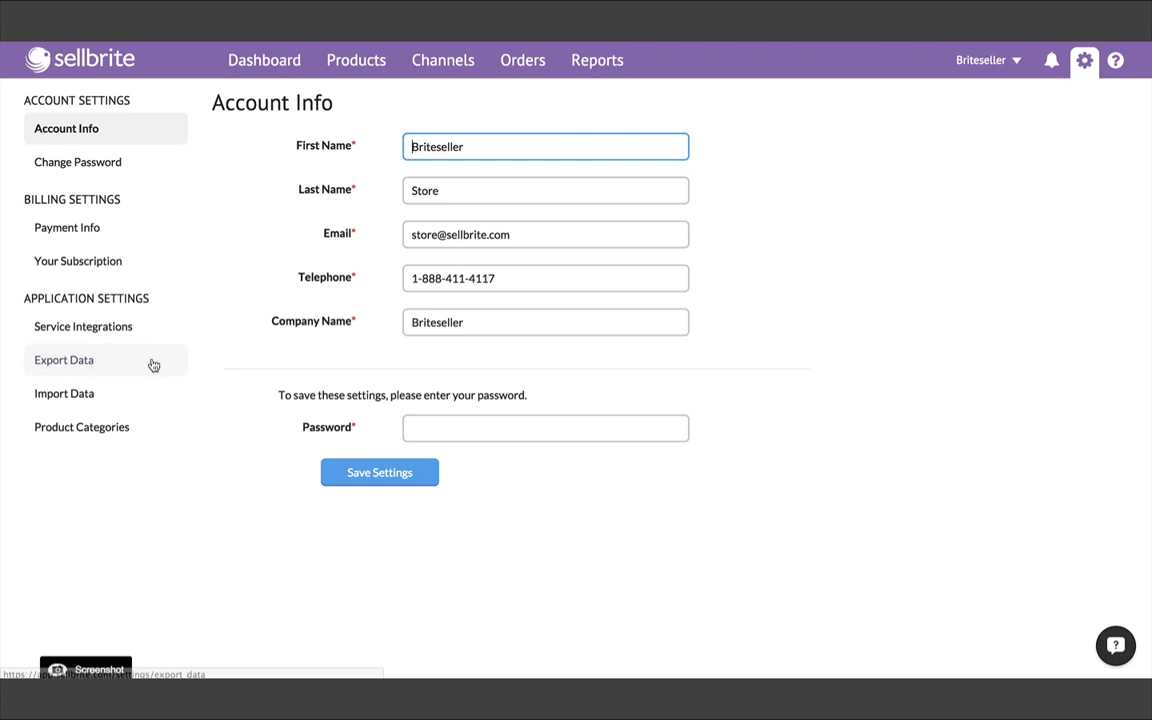 sellbrite
Dashboard Products Channels Orders Reports
Briteseller
ACCOUNT SETTINGS
Account Info
Change Password
BILLING SETTINGS
Payment Info
Your Subscription
APPLICATION SETTINGS
Service Integrations
Export Data
Import Data
Product Categories
Account Info
First Name* Briteseller
Last Name* Store
Email* store@sellbrite.com
Telephone* 1-888-411-4117
Company Name* Briteseller
To save these settings, please enter your password.
Password*
Save Settings
Screenshot
https://app.sellbrite.com/settings/export_data